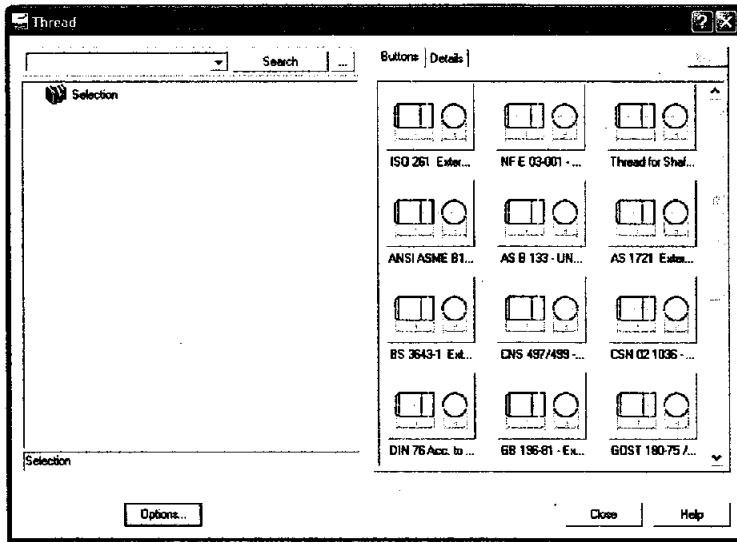 Thread
Search ...
Buttons Details
Selection
ISO 261 Exter... NF E 03-001 - ... Thread for Shaf...
ANSI ASME B1... AS B 133 - UN... AS 1721 Exter...
BS 3643-1 Ext... CNS 497/499 -... CSN 02 1036 -...
DIN 76 Acc. to ... GB 196-81 - Ex... GOST 180-75 /...
Selection
Options... Close Help